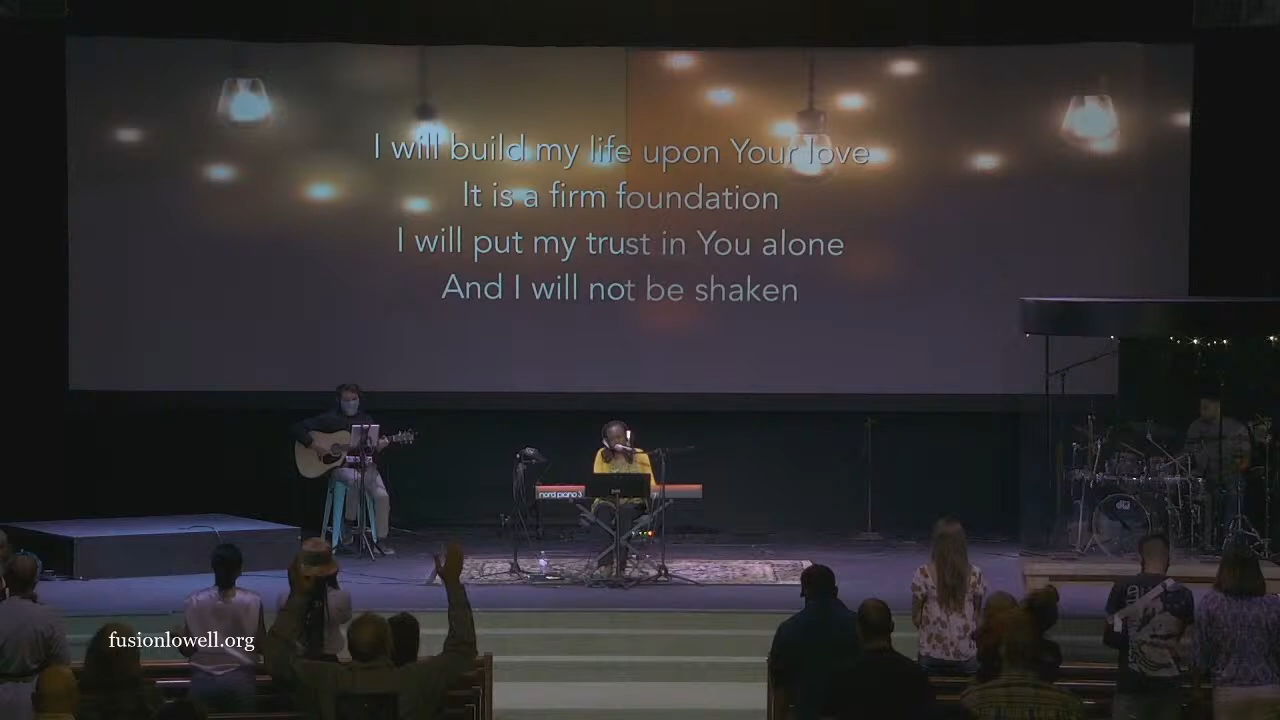 I will build my life upon Your love
It is a firm foundation
I will put my trust in You alone
And I will not be shaken
nord piano 3
dw
fusionlowell.org